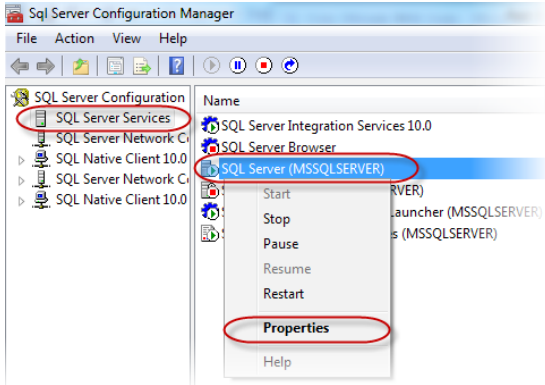 Sql Server Configuration Manager
File Action View Help
SQL Server Configuration
SQL Server Services
SQL Server Network
SQL Native Client 10.0
SQL Server Network
SQL Native Client 10.0
Name
SQL Server Integration Services 10.0
SQL Server Browser
SQL Server (MSSQLSERVER)
RVER)
Launcher (MSSQLSERVER)
(MSSQLSERVER)
Start
Stop
Pause
Resume
Restart
Properties
Help